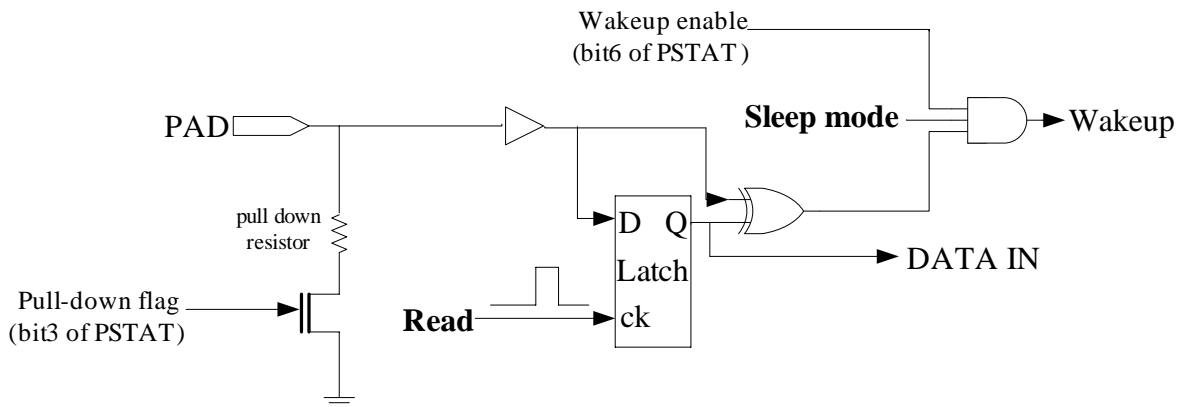 Wakeup enable
(bit6 of PSTAT)
Sleep mode
Wakeup
PAD
pull down
resistor
D Q
Latch
ck
DATA IN
Pull-down flag
(bit3 of PSTAT)
Read